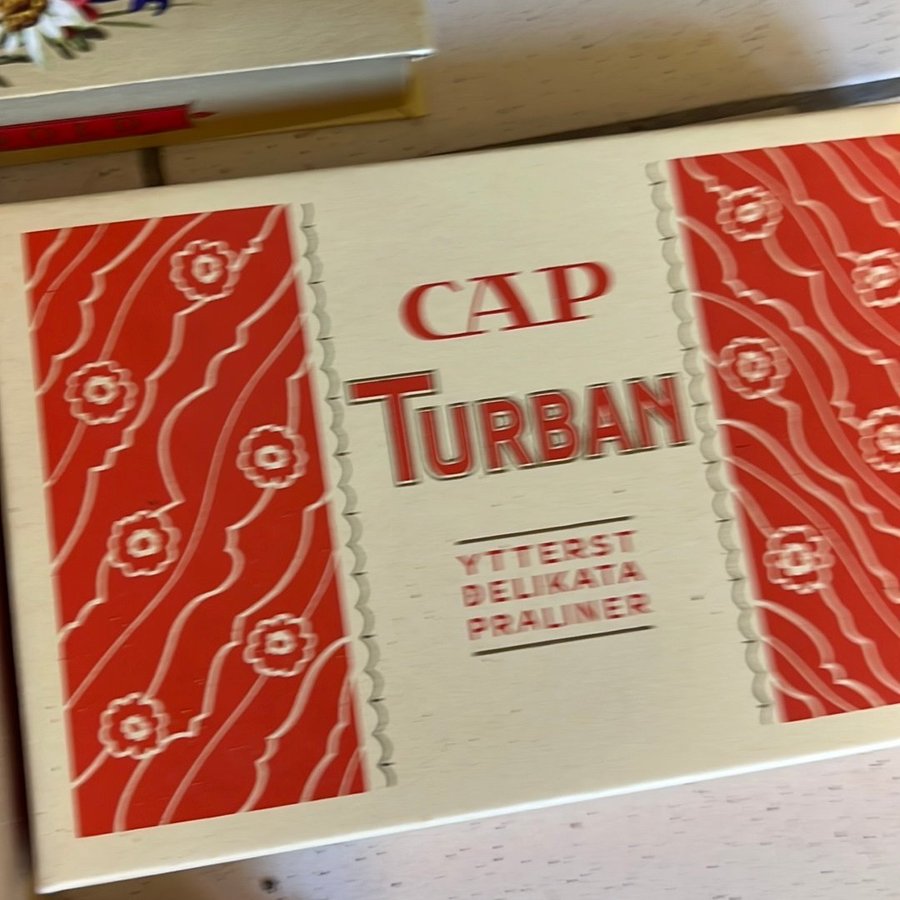 CAP
TURBAN
YTTERST
DELIKATA
PRALINER